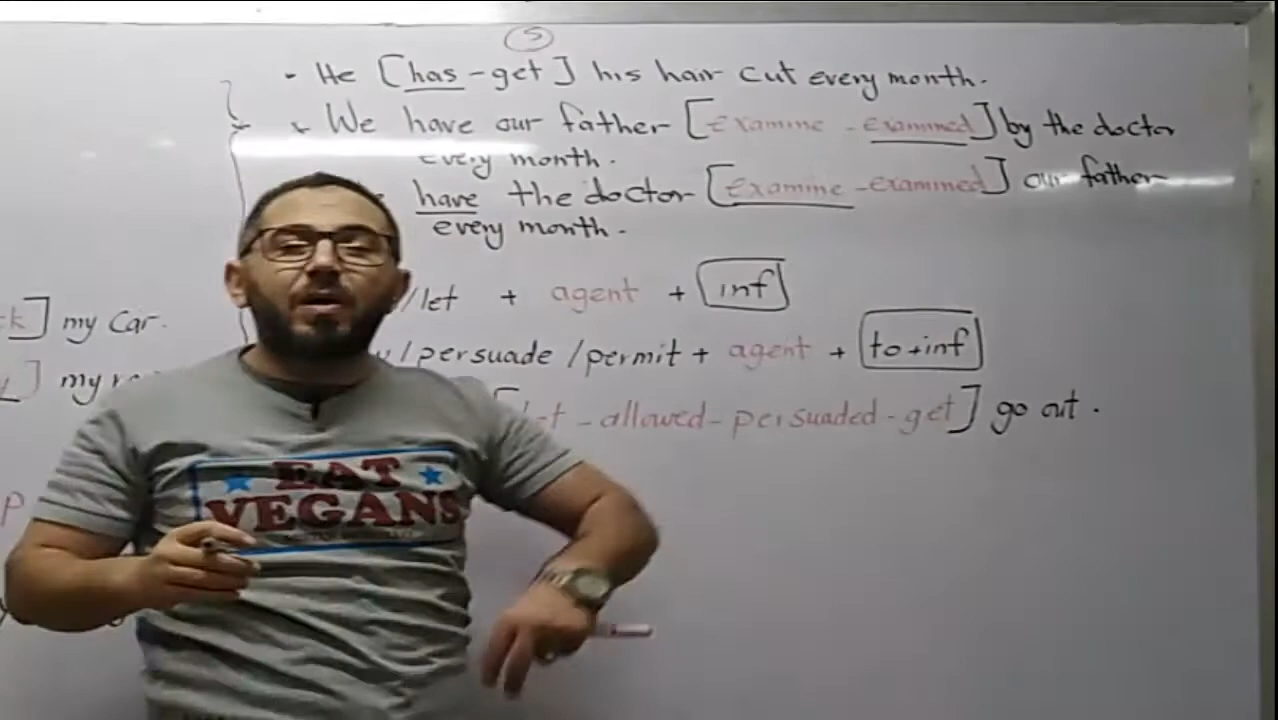 5
- He [has - get] his hair cut every month.
We have our father [examine - examined] by the doctor
every month.
have the doctor [examine - examined] our father
every month.
/let + agent + inf
/persuade /permit + agent + to+inf
- allowed - persuaded - get] go out.
] my car.
] my
EAT
VEGANS